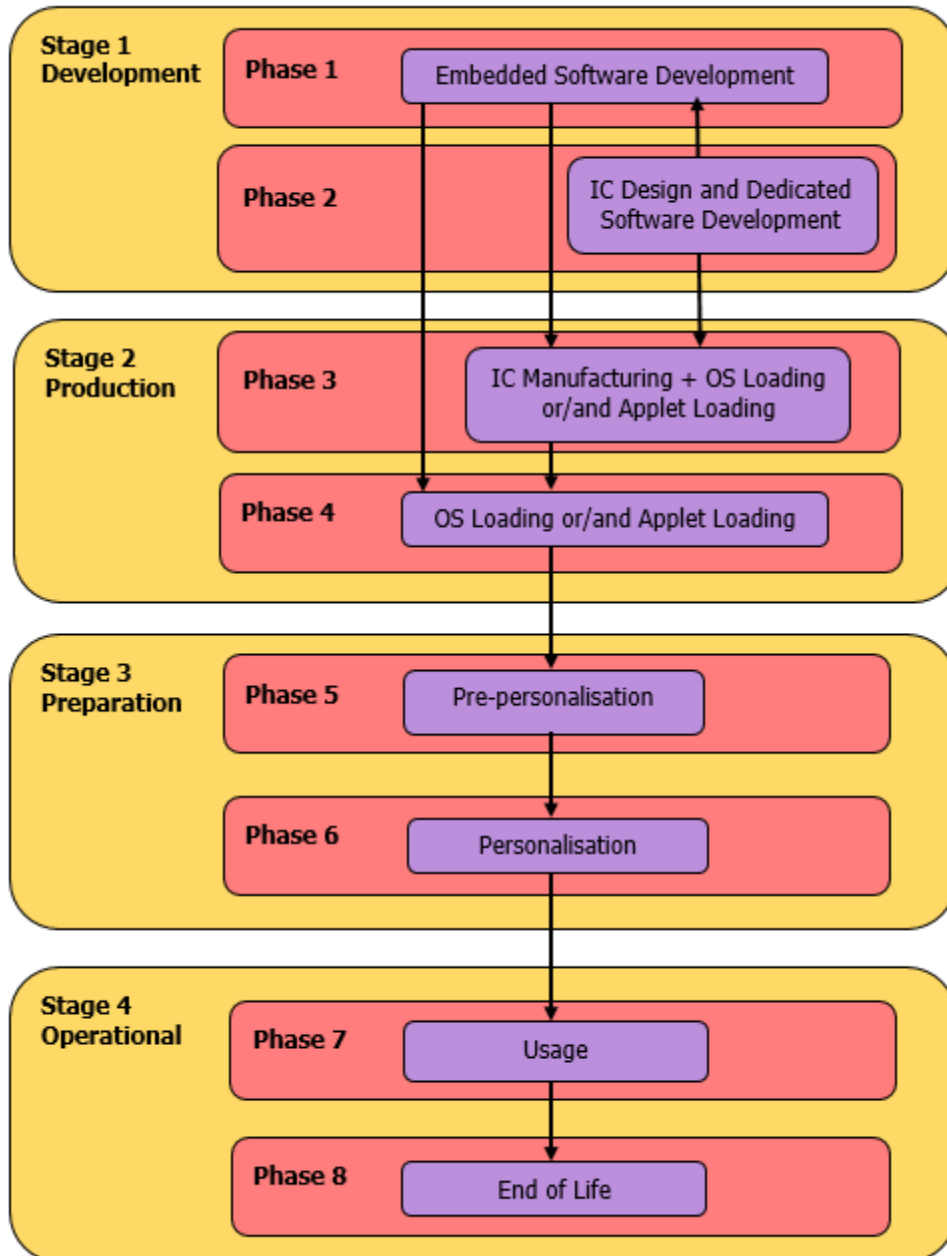 Stage 1
Development
Phase 1
Embedded Software Development
Phase 2
IC Design and Dedicated
Software Development
Stage 2
Production
Phase 3
IC Manufacturing + OS Loading
or/and Applet Loading
Phase 4
OS Loading or/and Applet Loading
Stage 3
Preparation
Phase 5
Pre-personalisation
Phase 6
Personalisation
Stage 4
Operational
Phase 7
Usage
Phase 8
End of Life